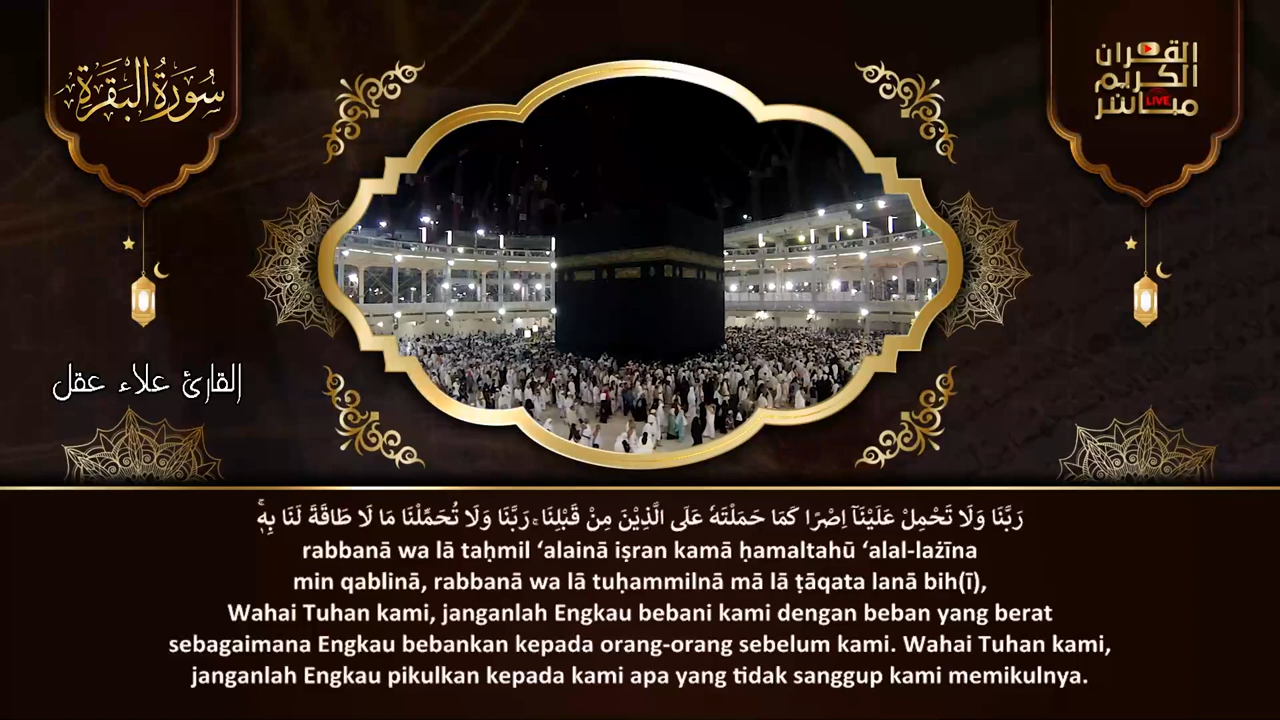 سُورَةُ البَقَرَةِ
القرآن
الكريم
مباشر
LIVE
القارئ علاء عقل
رَبَّنَا وَلَا تَحْمِلْ عَلَيْنَآ اِصْرًا كَمَا حَمَلْتَهٗ عَلَى الَّذِيْنَ مِنْ قَبْلِنَا ۚ رَبَّنَا وَلَا تُحَمِّلْنَا مَا لَا طَاقَةَ لَنَا بِهٖۚ
rabbanā wa lā taḥmil ‘alainā iṣran kamā ḥamaltahū ‘alal-lażīna
min qablinā, rabbanā wa lā tuḥammilnā mā lā ṭāqata lanā bih(ī),
Wahai Tuhan kami, janganlah Engkau bebani kami dengan beban yang berat
sebagaimana Engkau bebankan kepada orang-orang sebelum kami. Wahai Tuhan kami,
janganlah Engkau pikulkan kepada kami apa yang tidak sanggup kami memikulnya.